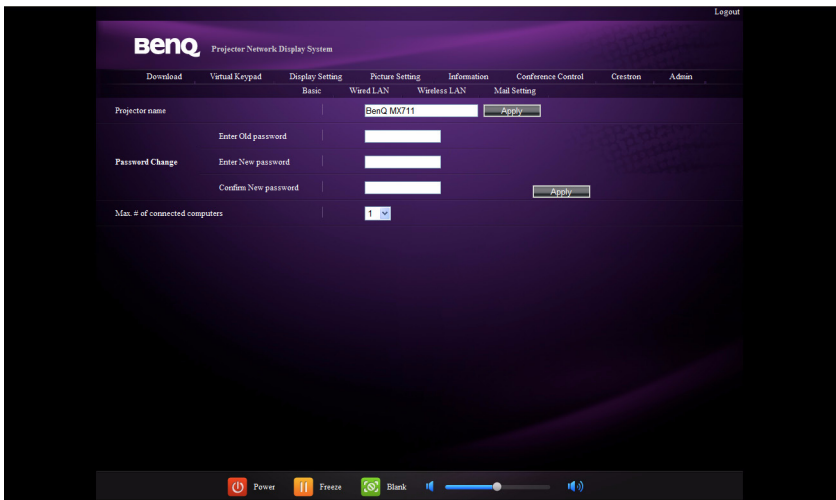 Logout
BenQ Projector Network Display System
Download Virtual Keypad Display Setting Picture Setting Information Conference Control Crestron Admin
Basic Wired LAN Wireless LAN Mail Setting
Projector name BenQ MX711 Apply
Enter Old password
Password Change Enter New password
Confirm New password Apply
Max. # of connected computers 1
Power Freeze Blank